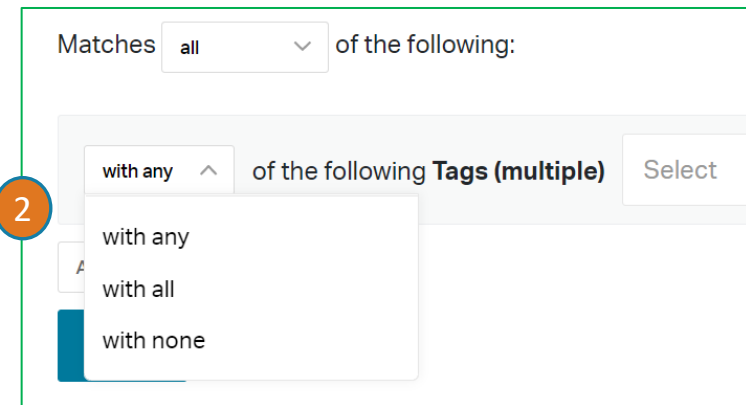 Matches all of the following:
with any of the following Tags (multiple) Select
2
with any
with all
with none